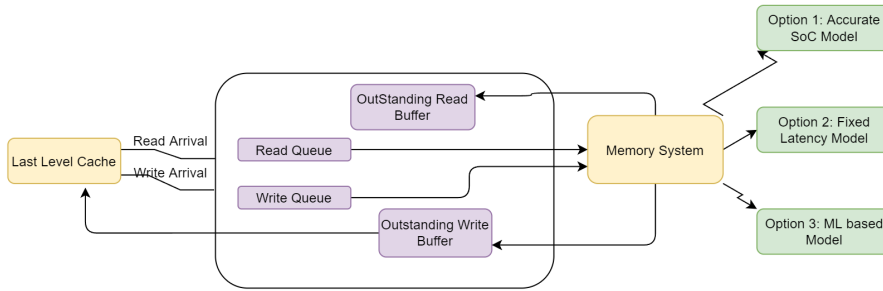 Option 1: Accurate
SoC Model
OutStanding Read
Buffer
Read Arrival
Last Level Cache
Write Arrival
Read Queue
Write Queue
Memory System
Option 2: Fixed
Latency Model
Outstanding Write
Buffer
Option 3: ML based
Model